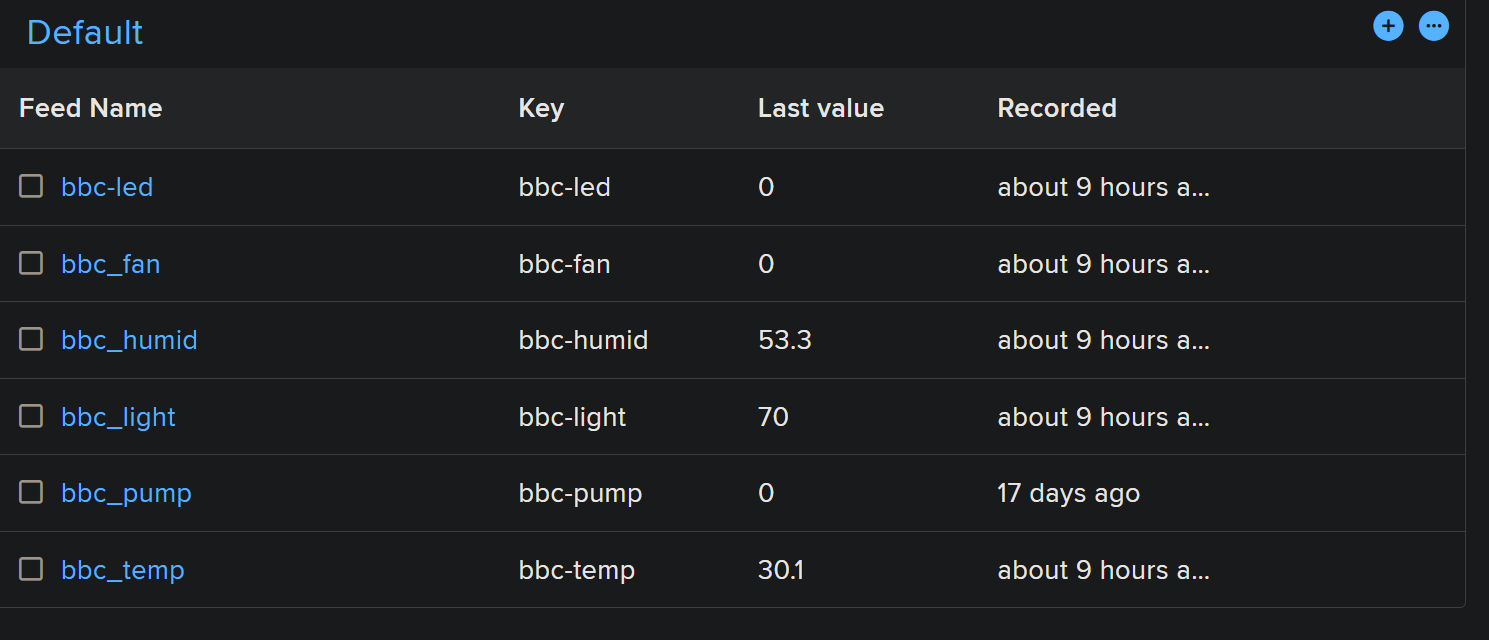 Default
Feed Name Key Last value Recorded
bbc-led bbc-led 0 about 9 hours a...
bbc_fan bbc-fan 0 about 9 hours a...
bbc_humid bbc-humid 53.3 about 9 hours a...
bbc_light bbc-light 70 about 9 hours a...
bbc_pump bbc-pump 0 17 days ago
bbc_temp bbc-temp 30.1 about 9 hours a...